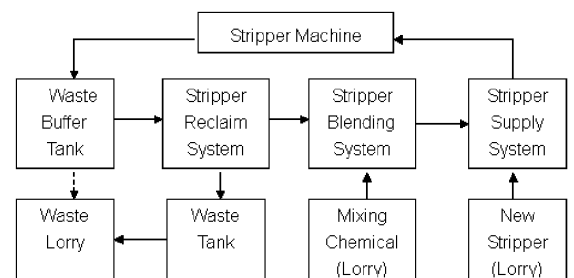 Stripper Machine
Waste
Buffer
Tank
Stripper
Reclaim
System
Stripper
Blending
System
Stripper
Supply
System
Waste
Lorry
Waste
Tank
Mixing
Chemical
(Lorry)
New
Stripper
(Lorry)